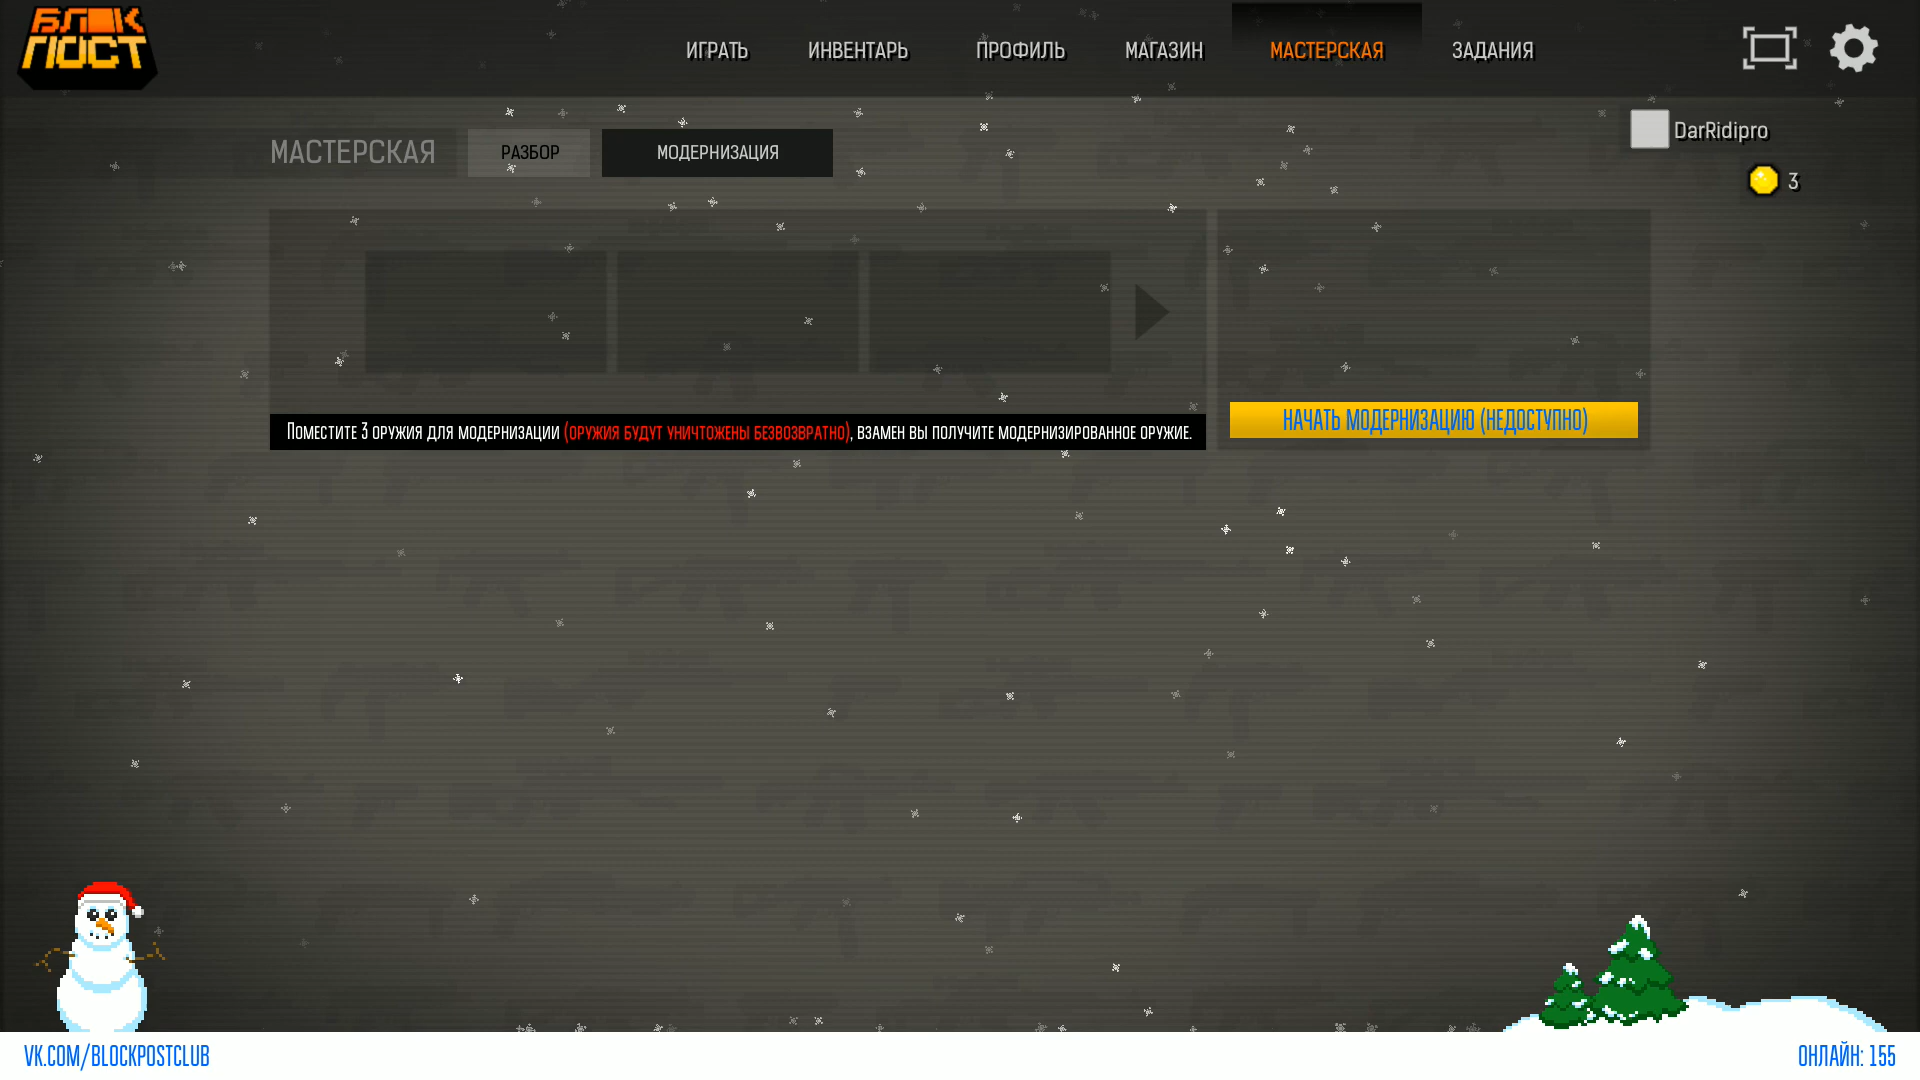 БЛОК
ПОСТ
ИГРАТЬ ИНВЕНТАРЬ ПРОФИЛЬ МАГАЗИН МАСТЕРСКАЯ ЗАДАНИЯ
DarRidipro
3
МАСТЕРСКАЯ РАЗБОР МОДЕРНИЗАЦИЯ
Поместите 3 оружия для модернизации (оружия будут уничтожены безвозвратно), взамен вы получите модернизированное оружие.
НАЧАТЬ МОДЕРНИЗАЦИЮ (НЕДОСТУПНО)
VK.COM/BLOCKPOSTCLUB
ОНЛАЙН: 155